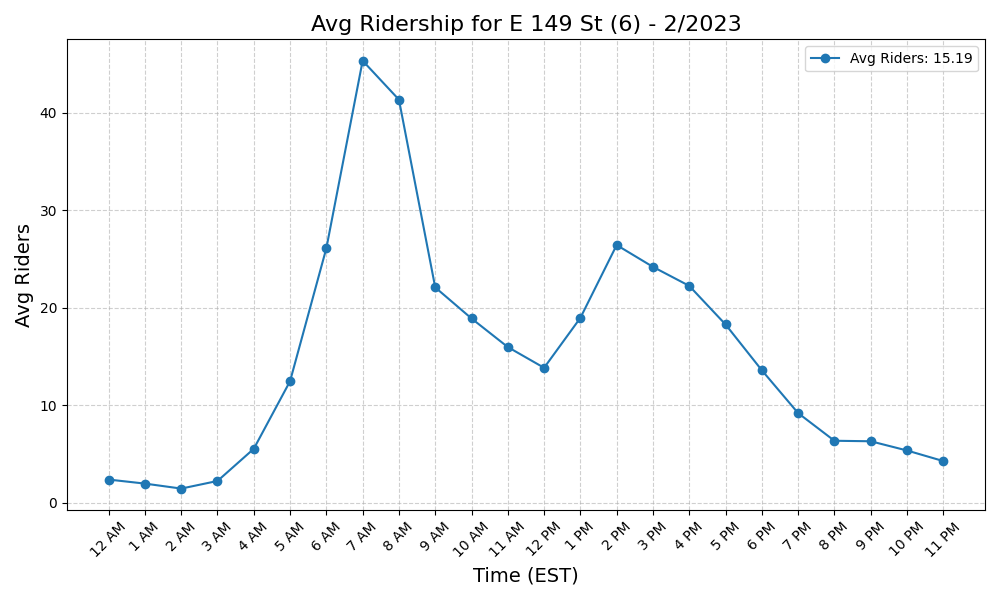 Avg Ridership for E 149 St (6) - 2/2023
Avg Riders: 15.19
Avg Riders
40
30
20
10
0
12 AM
1 AM
2 AM
3 AM
4 AM
5 AM
6 AM
7 AM
8 AM
9 AM
10 AM
11 AM
12 PM
1 PM
2 PM
3 PM
4 PM
5 PM
6 PM
7 PM
8 PM
9 PM
10 PM
11 PM
Time (EST)